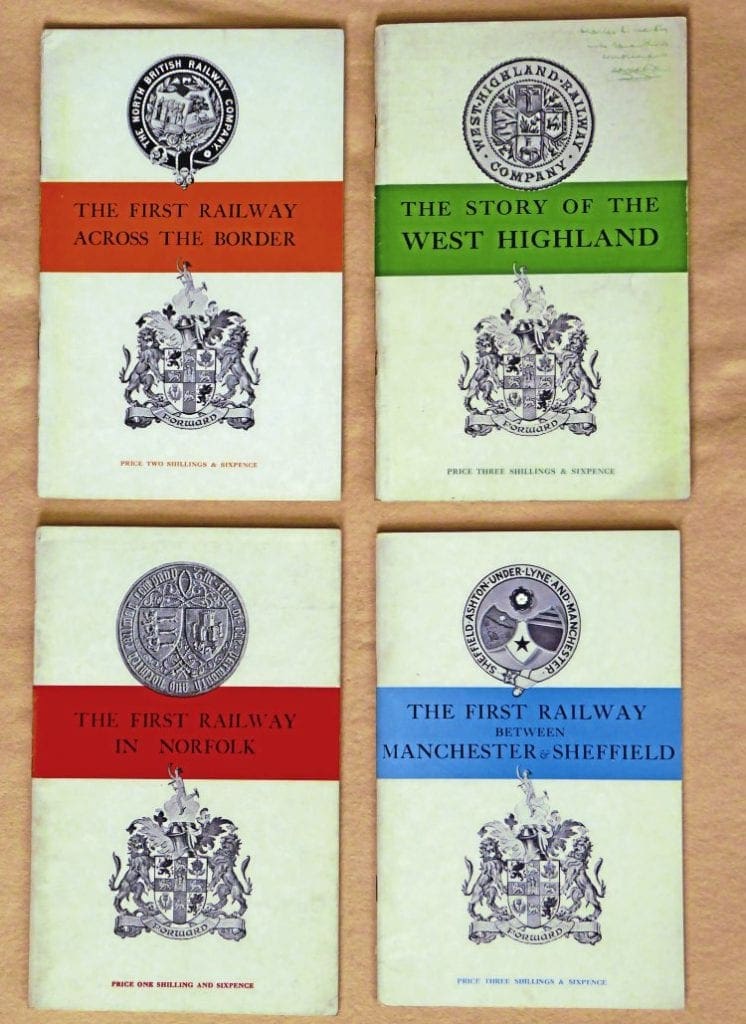 THE NORTH BRITISH RAILWAY COMPANY
THE FIRST RAILWAY
ACROSS THE BORDER
FORWARD
PRICE TWO SHILLINGS & SIXPENCE
WEST·HIGHLAND·RAILWAY
COMPANY
THE STORY OF THE
WEST HIGHLAND
FORWARD
PRICE THREE SHILLINGS & SIXPENCE
THE FIRST RAILWAY
IN NORFOLK
FORWARD
PRICE ONE SHILLING AND SIXPENCE
SHEFFIELD·ASHTON·UNDER·LYNE·AND·MANCHESTER·
THE FIRST RAILWAY
BETWEEN
MANCHESTER & SHEFFIELD
FORWARD
PRICE THREE SHILLINGS & SIXPENCE